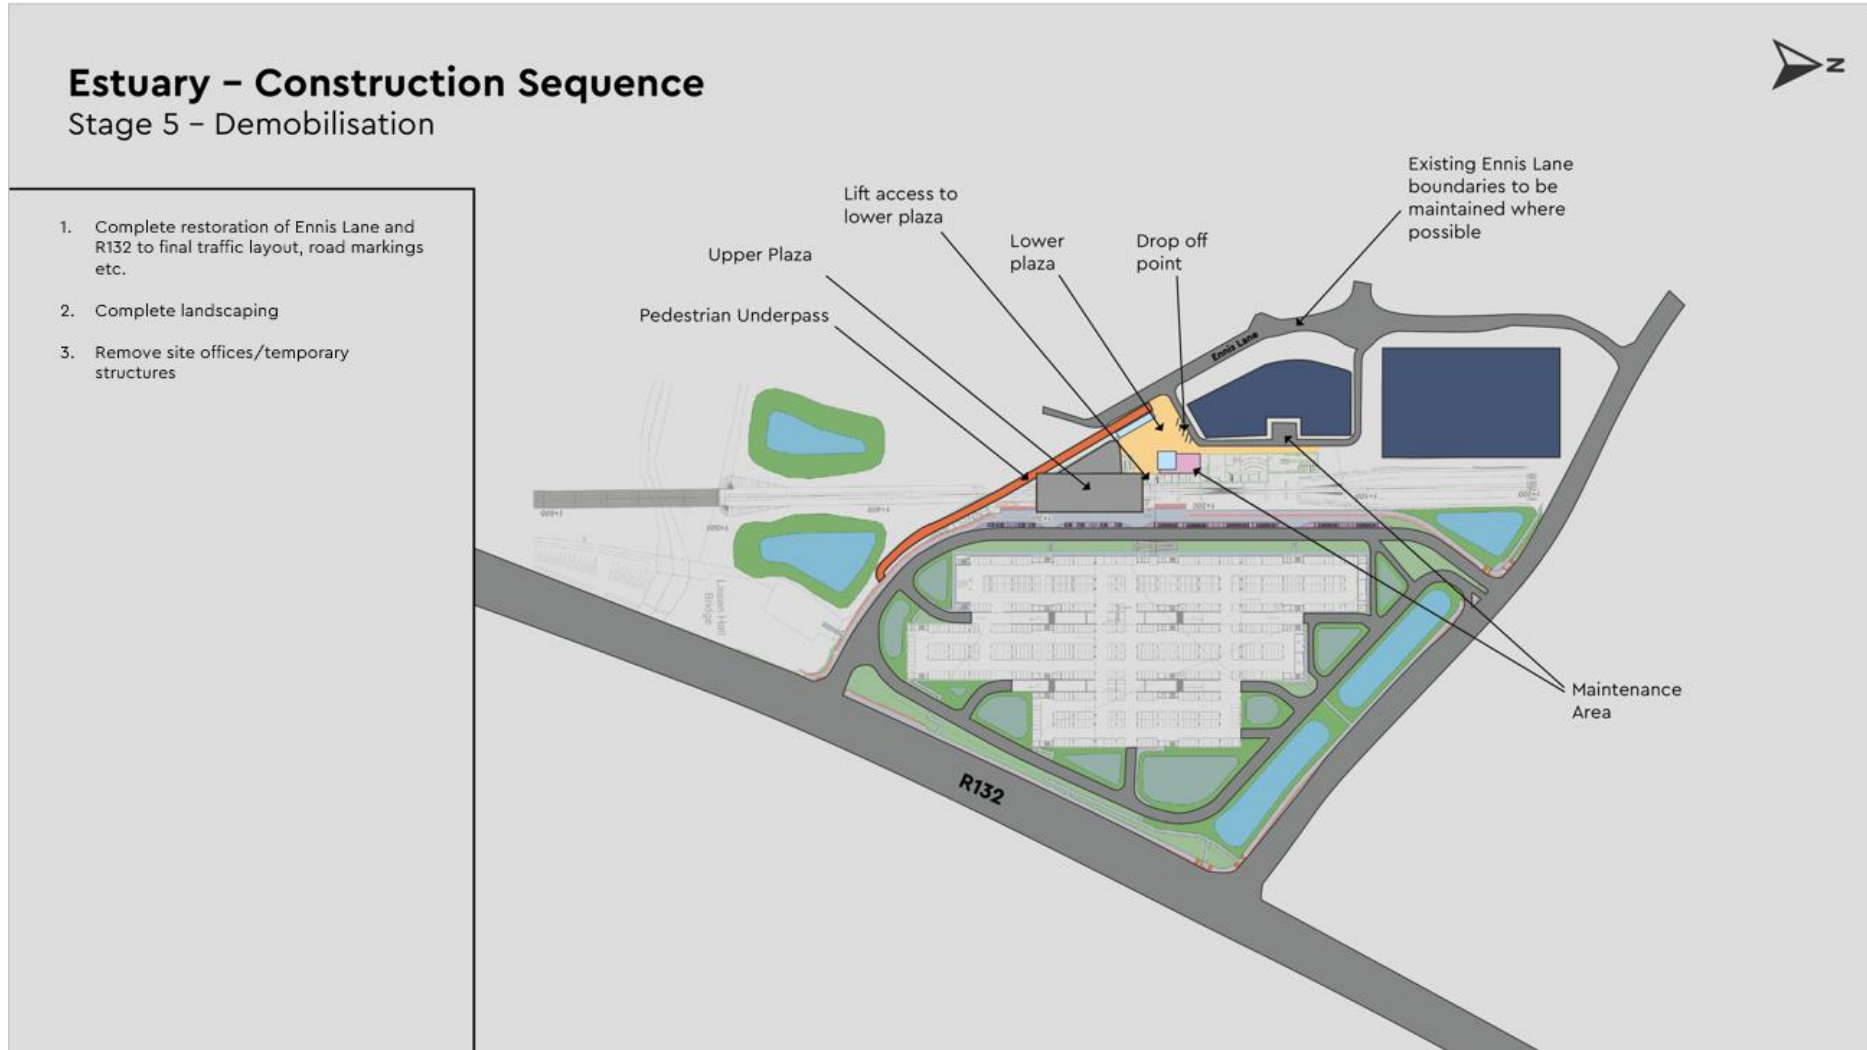 Estuary – Construction Sequence
Stage 5 – Demobilisation
N
1. Complete restoration of Ennis Lane and
R132 to final traffic layout, road markings
etc.
2. Complete landscaping
3. Remove site offices/temporary
structures
Existing Ennis Lane
boundaries to be
maintained where
possible
Lift access to
lower plaza
Lower
plaza
Drop off
point
Upper Plaza
Pedestrian Underpass
Ennis Lane
Lissen Hall
Bridge
Maintenance
Area
R132